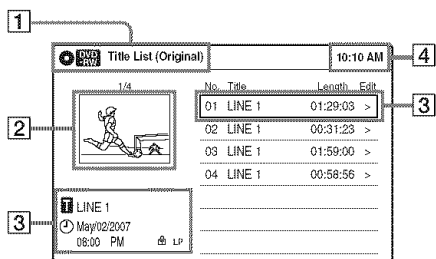 1
DVD -RW Title List (Original) 10:10 AM
4
1/4
No. Title Length Edit
01 LINE 1 01:29:03 >
3
2
02 LINE 1 00:31:23 >
03 LINE 1 01:59:00 >
04 LINE 1 00:58:56 >
3
T LINE 1
May/02/2007
08:00 PM LP